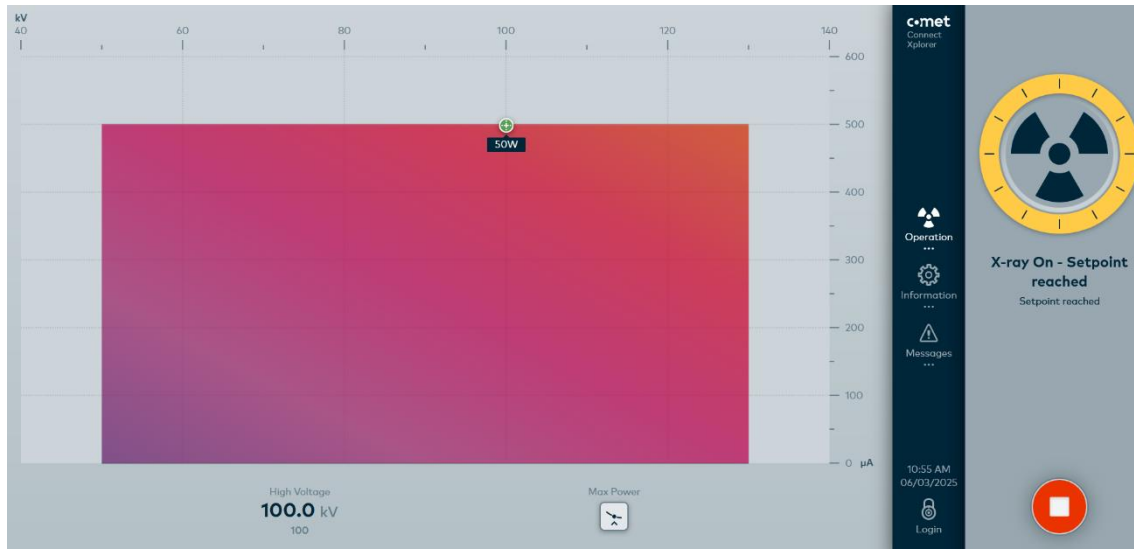 kV
40 60 80 100 120 140
600
500
50W
400
300
200
100
0 µA
High Voltage
100.0 kV
100
Max Power
comet
Connect
Xplorer
Operation
Information
Messages
10:55 AM
06/03/2025
Login
X-ray On - Setpoint
reached
Setpoint reached